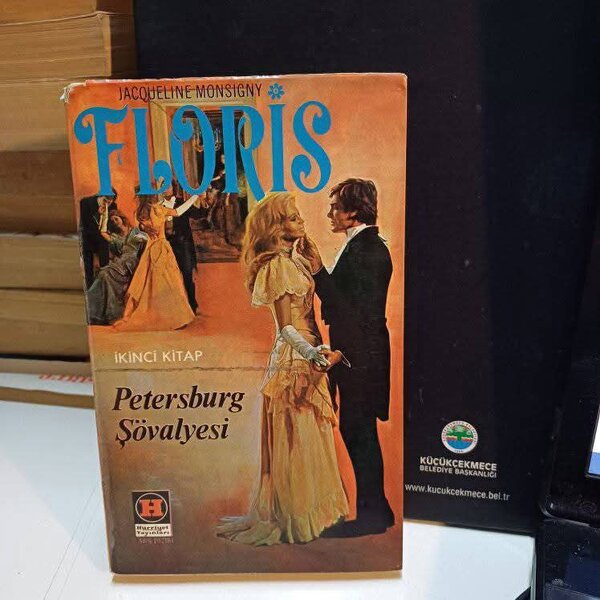 JACQUELINE MONSIGNY
FLORIS
İKİNCİ KİTAP
Petersburg
Şövalyesi
H
Hürriyet
Yayınları
KÜÇÜKÇEKMECE
BELEDİYE BAŞKANLIĞI
www.kucukcekmece.bel.tr